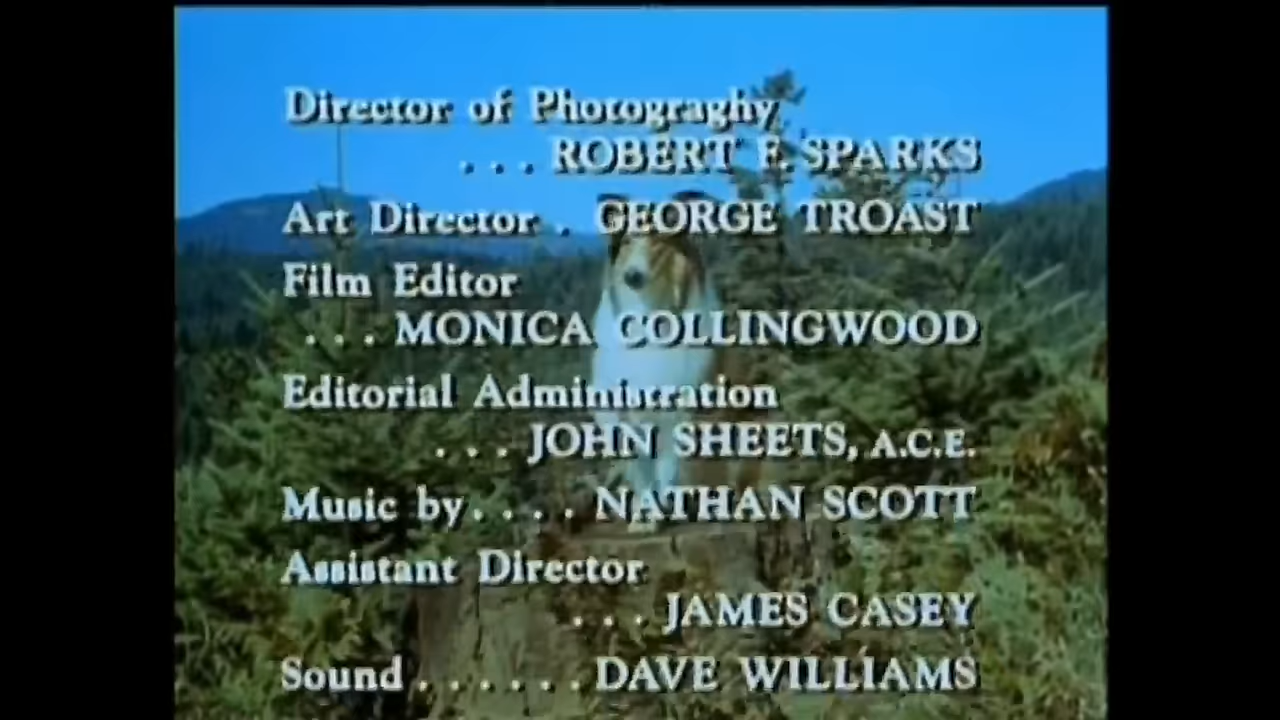 Director of Photograghy
. . . ROBERT F. SPARKS
Art Director . GEORGE TROAST
Film Editor
. . . MONICA COLLINGWOOD
Editorial Administration
. . . JOHN SHEETS, A.C.E.
Music by . . . . NATHAN SCOTT
Assistant Director
. . . JAMES CASEY
Sound . . . . . . DAVE WILLIAMS